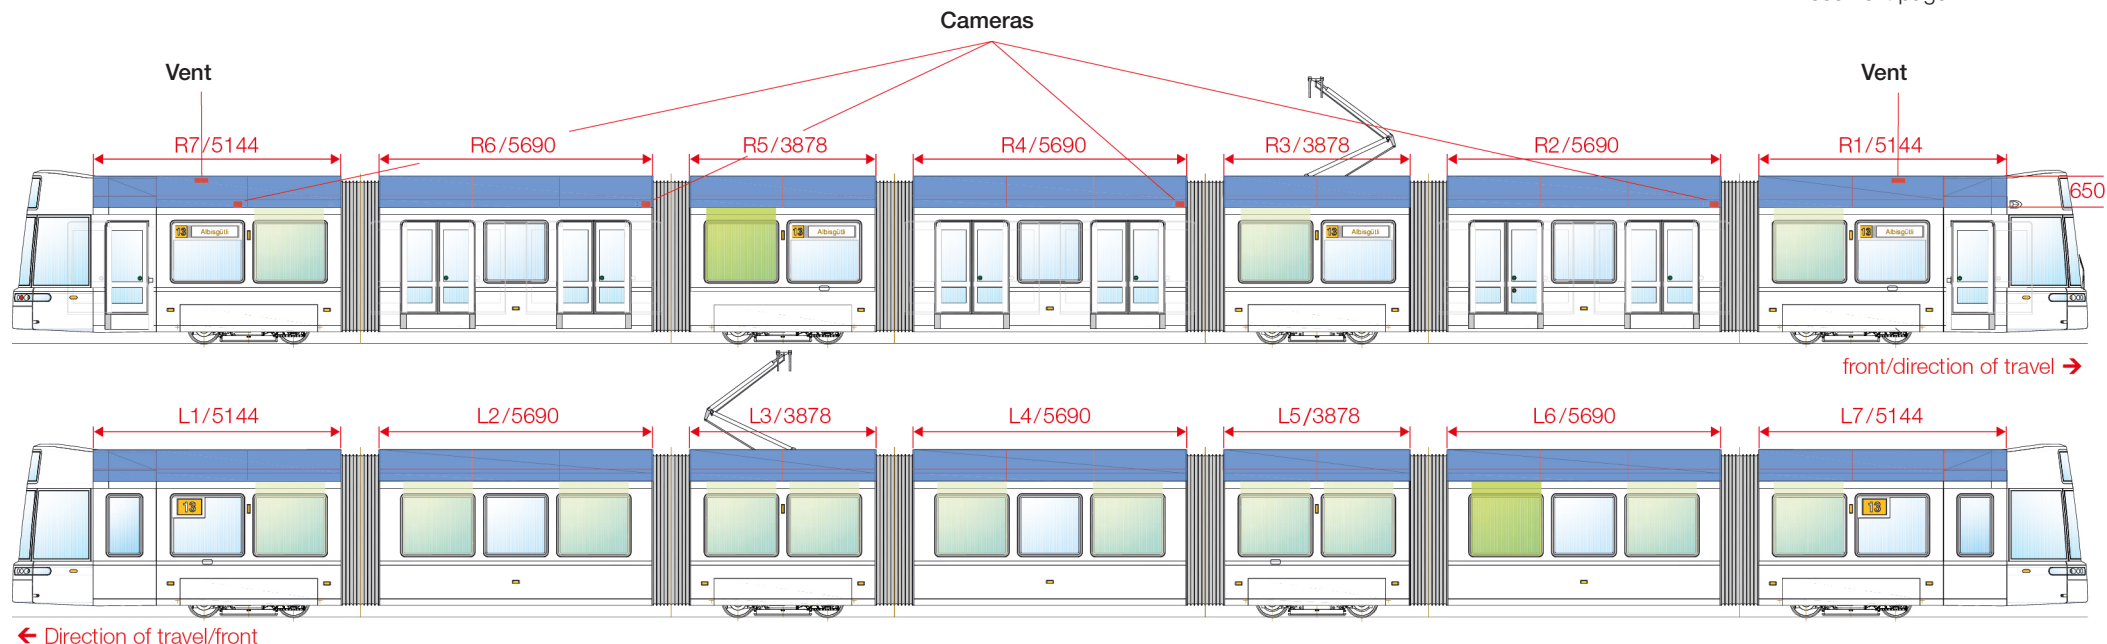 Cameras
Vent
Vent
R7/5144
R6/5690
R5/3878
R4/5690
R3/3878
R2/5690
R1/5144
650
13 Albisgütli
13 Albisgütli
13 Albisgütli
13 Albisgütli
front/direction of travel →
L1/5144
L2/5690
L3/3878
L4/5690
L5/3878
L6/5690
L7/5144
13
13
← Direction of travel/front